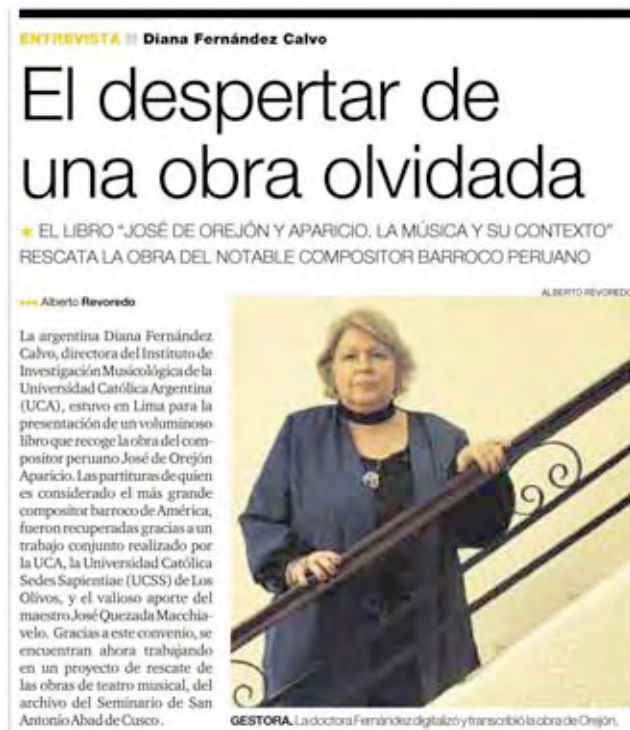 ENTREVISTA Diana Fernández Calvo
El despertar de
una obra olvidada
EL LIBRO "JOSÉ DE OREJÓN Y APARICIO. LA MÚSICA Y SU CONTEXTO"
RESCATA LA OBRA DEL NOTABLE COMPOSITOR BARROCO PERUANO
ALBERTO REVOREDO
Alberto Revoredo
La argentina Diana Fernández
Calvo, directora del Instituto de
Investigación Musicológica de la
Universidad Católica Argentina
(UCA), estuvo en Lima para la
presentación de un voluminoso
libro que recoge la obra del com-
positor peruano José de Orejón
Aparicio. Las partituras de quien
es considerado el más grande
compositor barroco de América,
fueron recuperadas gracias a un
trabajo conjunto realizado por
la UCA, la Universidad Católica
Sedes Sapientiae (UCSS) de Los
Olivos, y el valioso aporte del
maestro José Quezada Macchia-
velo. Gracias a este convenio, se
encuentran ahora trabajando
en un proyecto de rescate de
las obras de teatro musical, del
archivo del Seminario de San
Antonio Abad de Cusco.
GESTORA. La doctora Fernández digitalizó y transcribió la obra de Orejón.